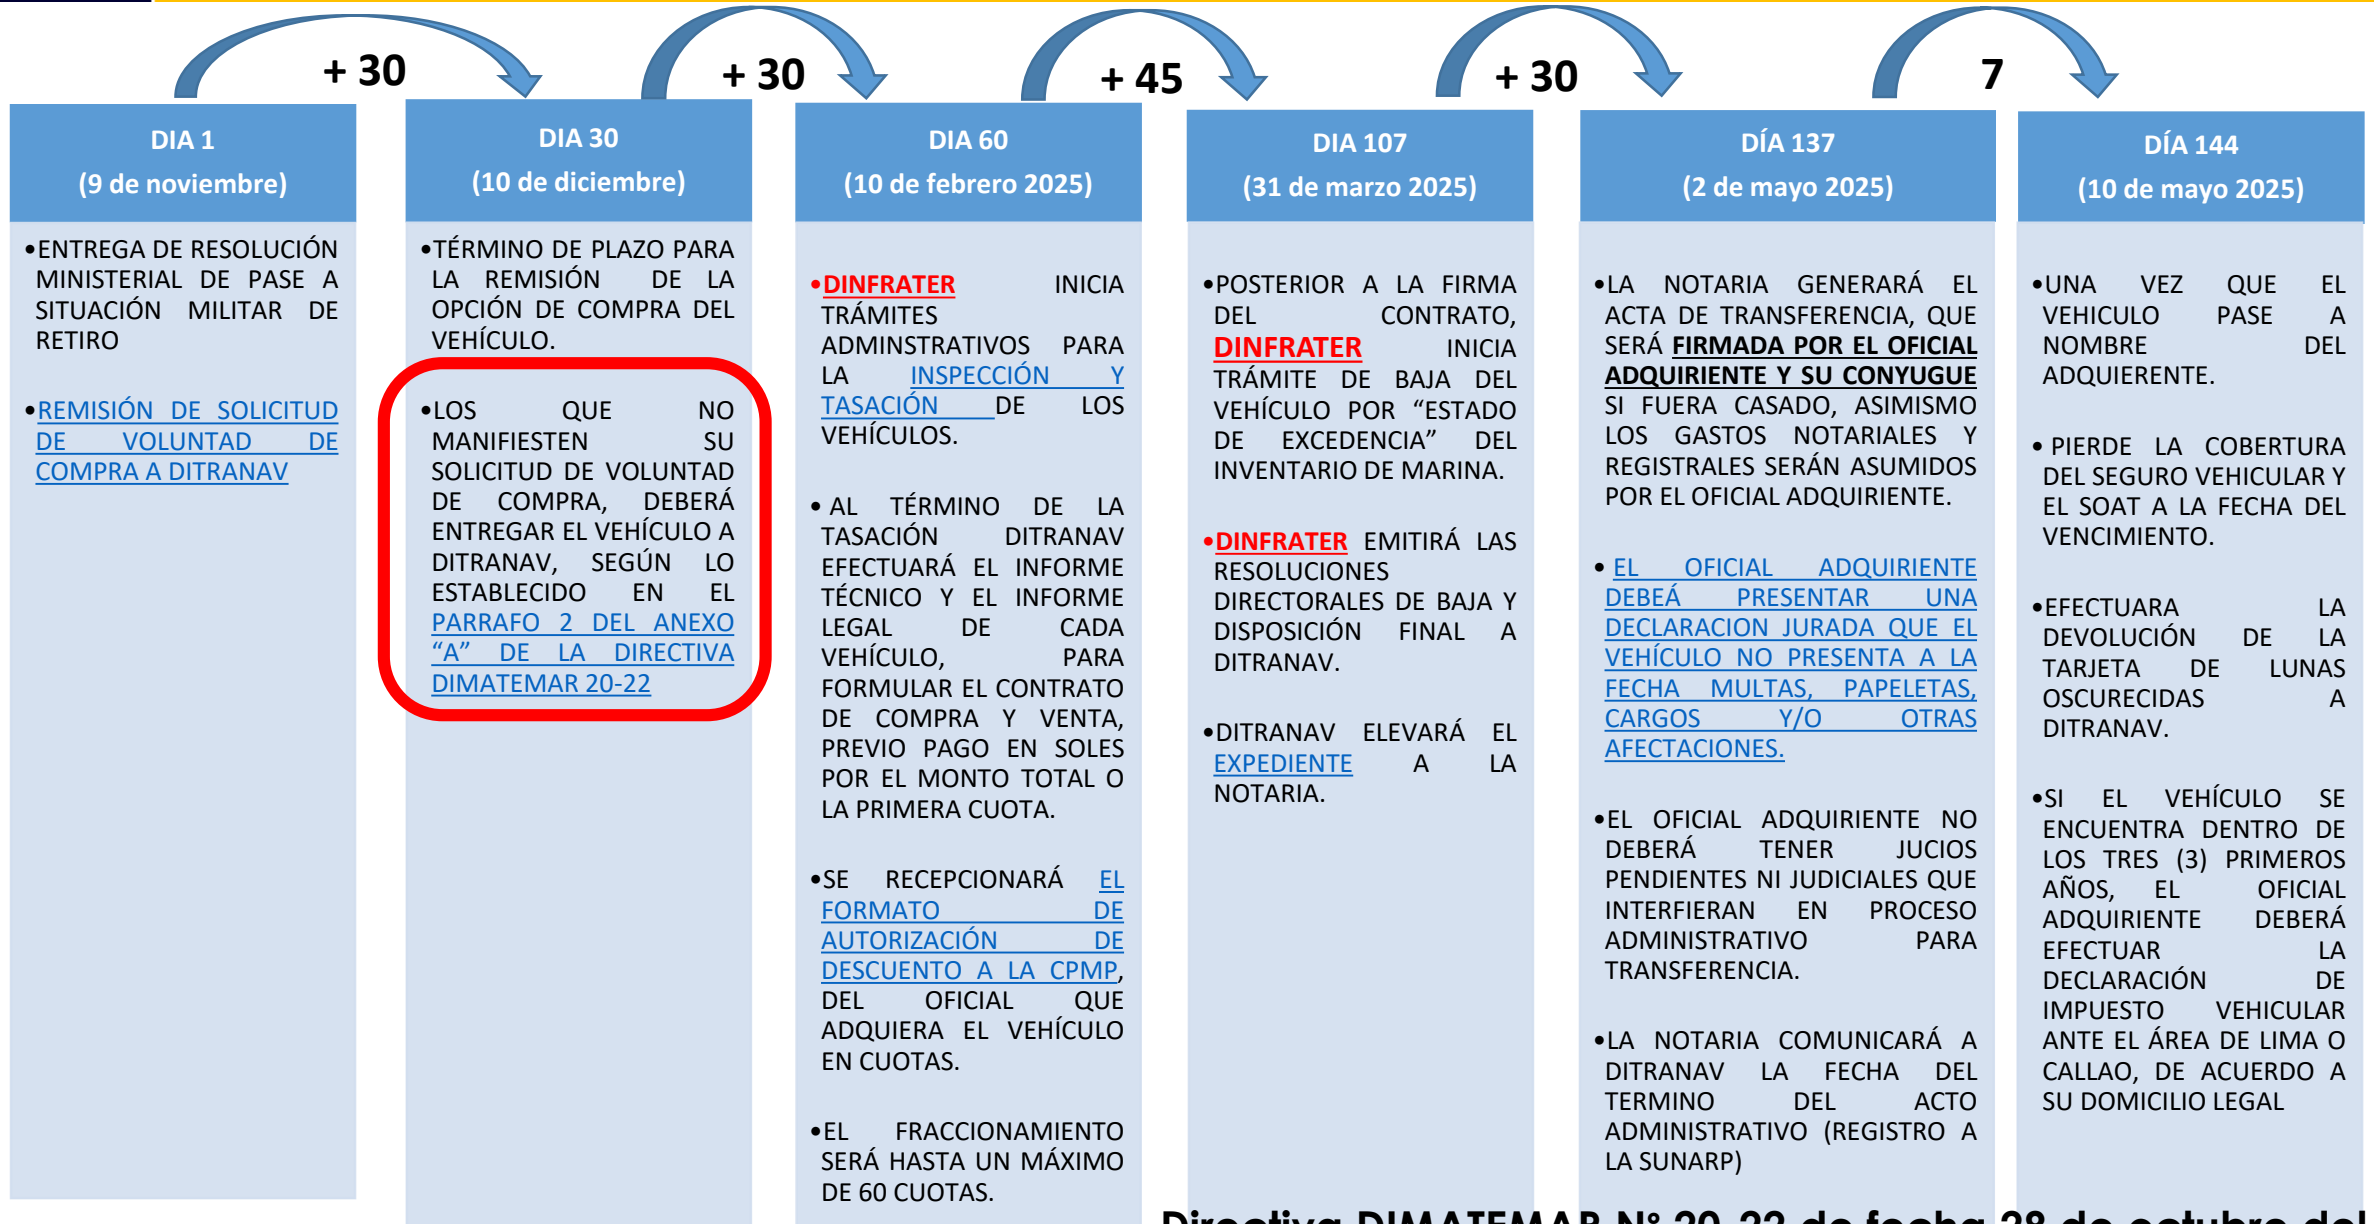 + 30
+ 30
+ 45
+ 30
7
DIA 1
(9 de noviembre)
•ENTREGA DE RESOLUCIÓN
MINISTERIAL DE PASE A
SITUACIÓN MILITAR DE
RETIRO
•REMISIÓN DE SOLICITUD
DE VOLUNTAD DE
COMPRA A DITRANAV
DIA 30
(10 de diciembre)
•TÉRMINO DE PLAZO PARA
LA REMISIÓN DE LA
OPCIÓN DE COMPRA DEL
VEHÍCULO.
•LOS QUE NO
MANIFIESTEN SU
SOLICITUD DE VOLUNTAD
DE COMPRA, DEBERÁ
ENTREGAR EL VEHÍCULO A
DITRANAV, SEGÚN LO
ESTABLECIDO EN EL
PARRAFO 2 DEL ANEXO
“A” DE LA DIRECTIVA
DIMATEMAR 20-22
DIA 60
(10 de febrero 2025)
•DINFRATER INICIA
TRÁMITES
ADMINSTRATIVOS PARA
LA INSPECCIÓN Y
TASACIÓN DE LOS
VEHÍCULOS.
• AL TÉRMINO DE LA
TASACIÓN DITRANAV
EFECTUARÁ EL INFORME
TÉCNICO Y EL INFORME
LEGAL DE CADA
VEHÍCULO, PARA
FORMULAR EL CONTRATO
DE COMPRA Y VENTA,
PREVIO PAGO EN SOLES
POR EL MONTO TOTAL O
LA PRIMERA CUOTA.
•SE RECEPCIONARÁ EL
FORMATO DE
AUTORIZACIÓN DE
DESCUENTO A LA CPMP,
DEL OFICIAL QUE
ADQUIERA EL VEHÍCULO
EN CUOTAS.
•EL FRACCIONAMIENTO
SERÁ HASTA UN MÁXIMO
DE 60 CUOTAS.
DIA 107
(31 de marzo 2025)
•POSTERIOR A LA FIRMA
DEL CONTRATO,
DINFRATER INICIA
TRÁMITE DE BAJA DEL
VEHÍCULO POR “ESTADO
DE EXCEDENCIA” DEL
INVENTARIO DE MARINA.
•DINFRATER EMITIRÁ LAS
RESOLUCIONES
DIRECTORALES DE BAJA Y
DISPOSICIÓN FINAL A
DITRANAV.
•DITRANAV ELEVARÁ EL
EXPEDIENTE A LA
NOTARIA.
DÍA 137
(2 de mayo 2025)
•LA NOTARIA GENERARÁ EL
ACTA DE TRANSFERENCIA, QUE
SERÁ FIRMADA POR EL OFICIAL
ADQUIRIENTE Y SU CONYUGUE
SI FUERA CASADO, ASIMISMO
LOS GASTOS NOTARIALES Y
REGISTRALES SERÁN ASUMIDOS
POR EL OFICIAL ADQUIRIENTE.
• EL OFICIAL ADQUIRIENTE
DEBEÁ PRESENTAR UNA
DECLARACION JURADA QUE EL
VEHÍCULO NO PRESENTA A LA
FECHA MULTAS, PAPELETAS,
CARGOS Y/O OTRAS
AFECTACIONES.
•EL OFICIAL ADQUIRIENTE NO
DEBERÁ TENER JUCIOS
PENDIENTES NI JUDICIALES QUE
INTERFIERAN EN PROCESO
ADMINISTRATIVO PARA
TRANSFERENCIA.
•LA NOTARIA COMUNICARÁ A
DITRANAV LA FECHA DEL
TERMINO DEL ACTO
ADMINISTRATIVO (REGISTRO A
LA SUNARP)
DÍA 144
(10 de mayo 2025)
•UNA VEZ QUE EL
VEHICULO PASE A
NOMBRE DEL
ADQUIERENTE.
• PIERDE LA COBERTURA
DEL SEGURO VEHICULAR Y
EL SOAT A LA FECHA DEL
VENCIMIENTO.
•EFECTUARA LA
DEVOLUCIÓN DE LA
TARJETA DE LUNAS
OSCURECIDAS A
DITRANAV.
•SI EL VEHÍCULO SE
ENCUENTRA DENTRO DE
LOS TRES (3) PRIMEROS
AÑOS, EL OFICIAL
ADQUIRIENTE DEBERÁ
EFECTUAR LA
DECLARACIÓN DE
IMPUESTO VEHICULAR
ANTE EL ÁREA DE LIMA O
CALLAO, DE ACUERDO A
SU DOMICILIO LEGAL
Directiva DIMATEMAR N° 20-22 de fecha 28 de octubre del